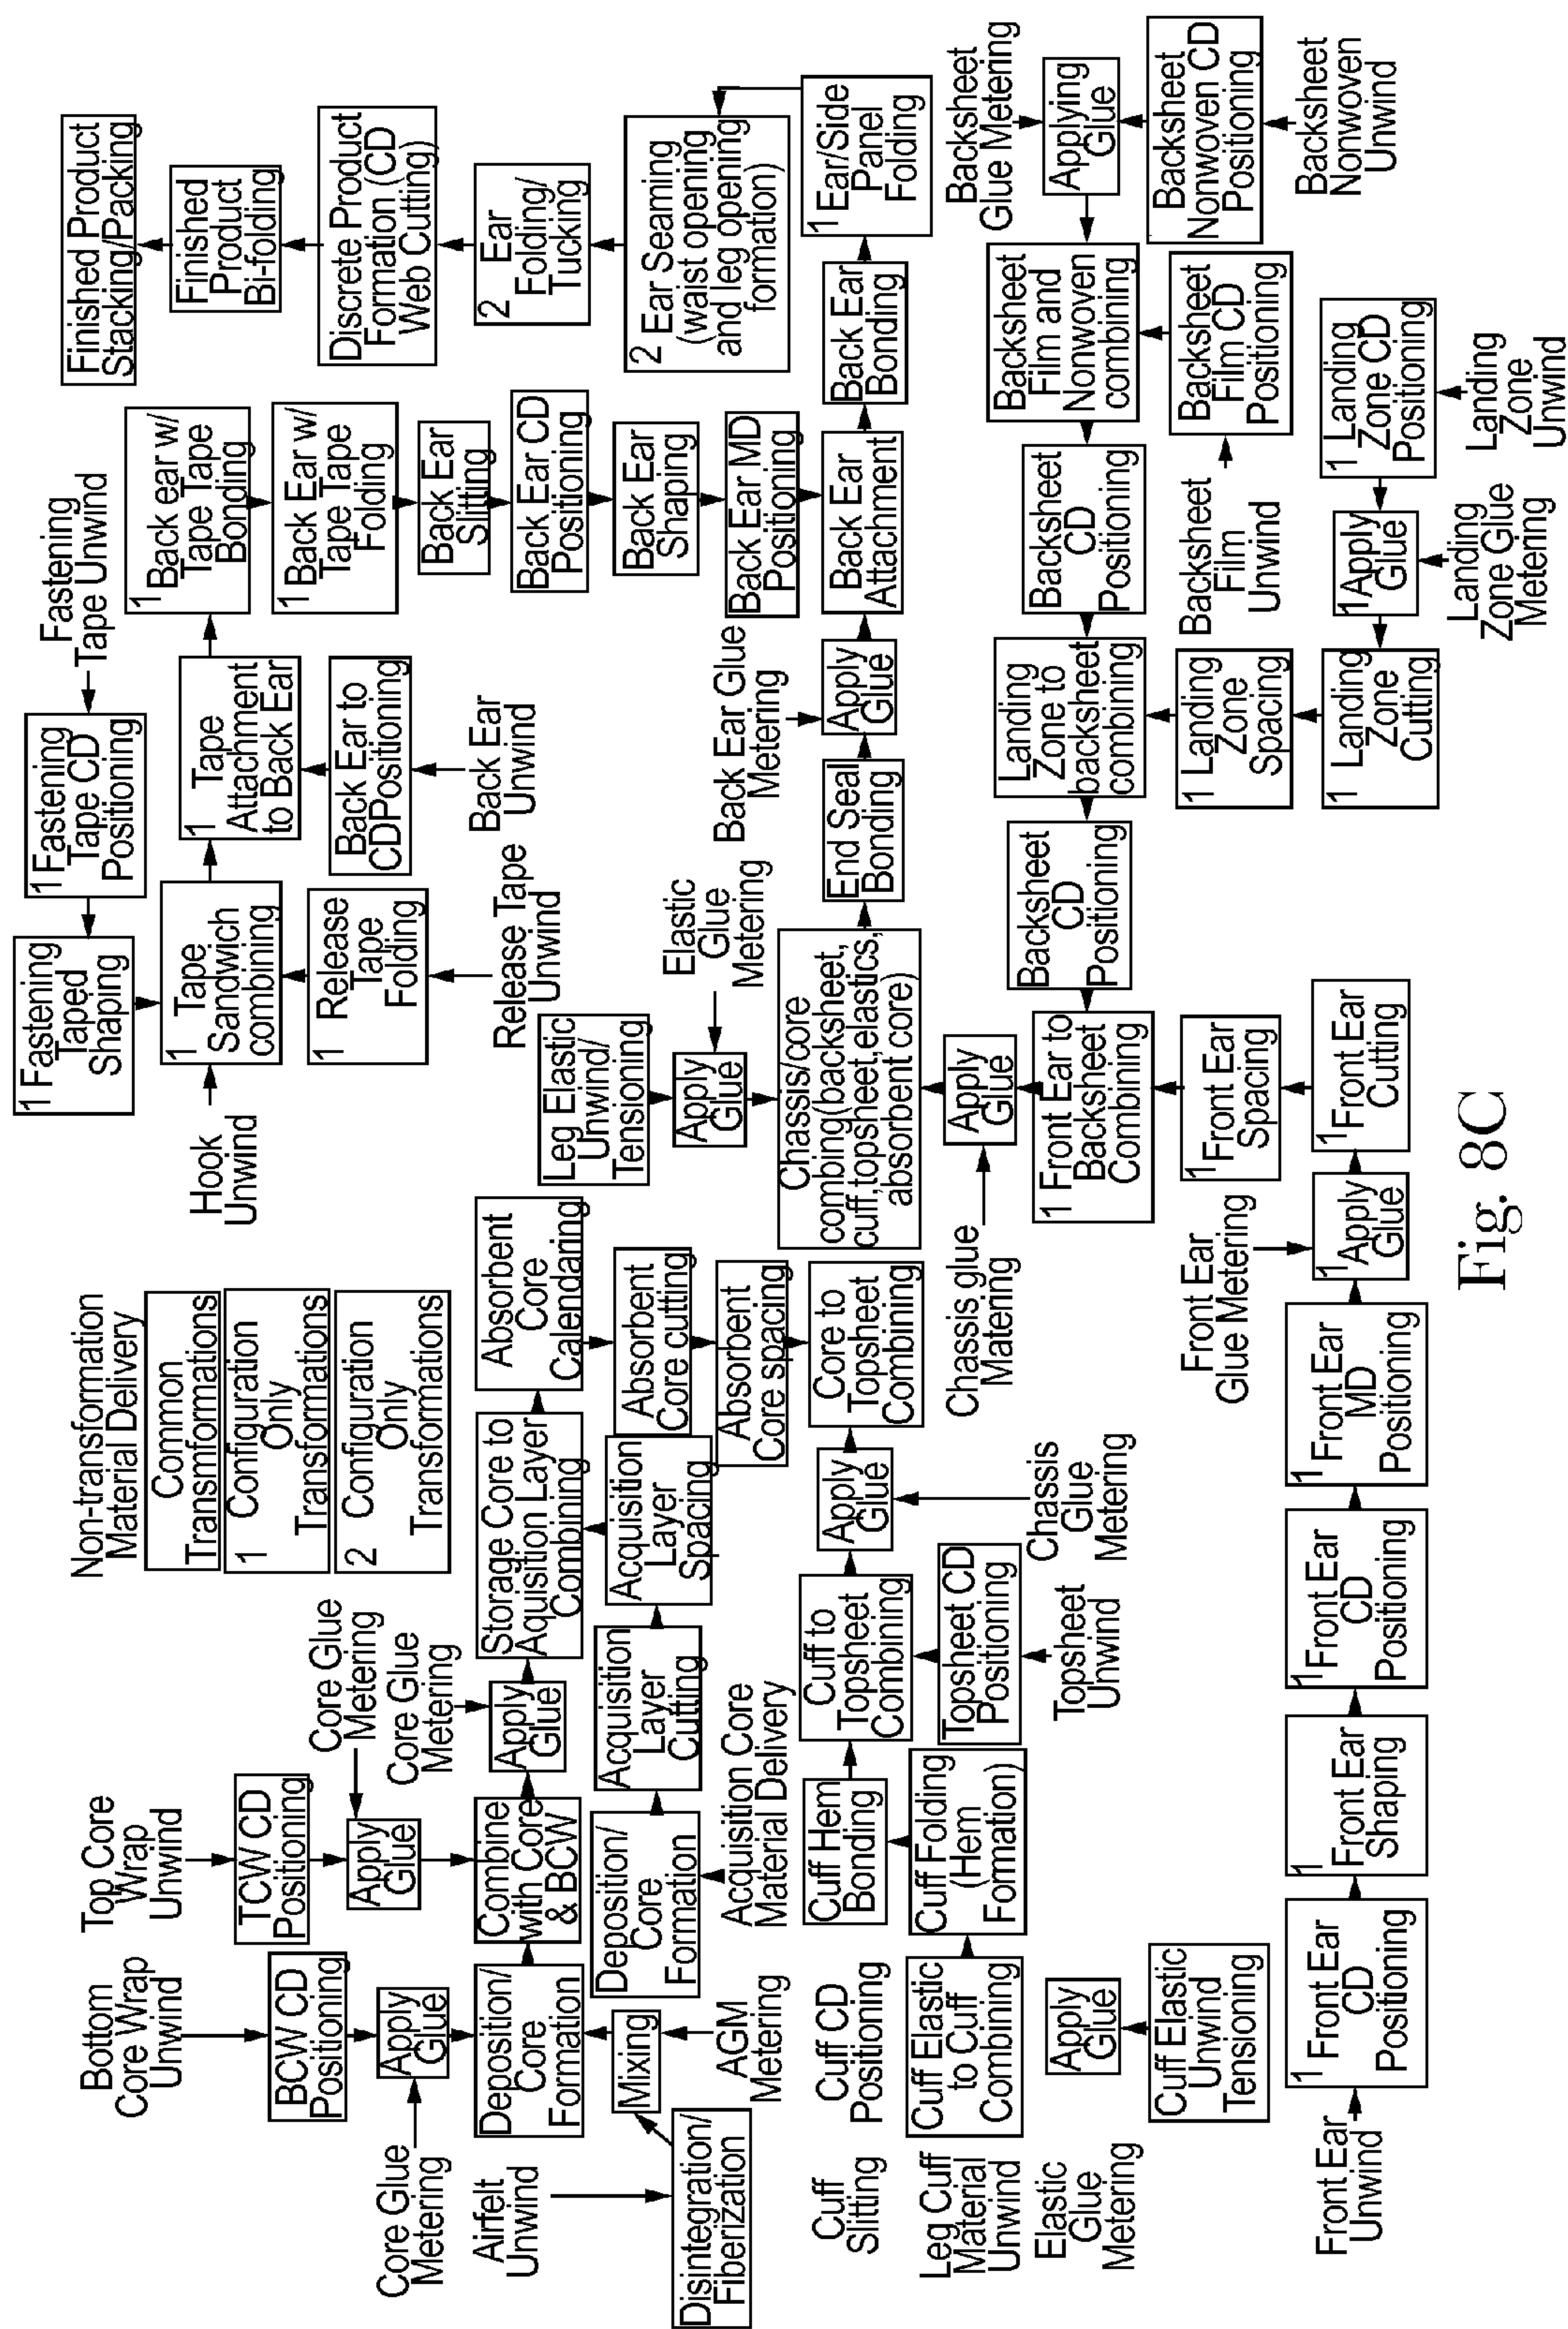 Non-transformation
Material Delivery
Common
Transmformations
1 Configuration
Only
Transformations
2 Configuration
Only
Transformations
Bottom
Core Wrap
Unwind
BCW CD
Positioning
Core Glue
Metering
Apply
Glue
Top Core
Wrap
Unwind
TCW CD
Positioning
Core Glue
Metering
Apply
Glue
Core Glue
Metering
Airfelt
Unwind
Disintegration/
Fiberization
Mixing
AGM
Metering
Deposition/
Core
Formation
Combine
with Core
& BCW
Apply
Glue
Storage Core to
Aquisition Layer
Combining
Absorbent
Core
Calendaring
Deposition/
Core
Formation
Acquisition Core
Material Delivery
Acquisition
Layer
Cutting
Acquisition
Layer
Spacing
Absorbent
Core cutting
Absorbent
Core spacing
Hook
Unwind
1 Fastening
Taped
Shaping
1 Fastening
Tape CD
Positioning
Fastening
Tape Unwind
1 Tape
Sandwich
combining
1 Release
Tape
Folding
Release Tape
Unwind
1 Tape
Attachment
to Back Ear
Back Ear to
CDPositioning
Back Ear
Unwind
1 Back ear w/
Tape Tape
Bonding
1 Back Ear w/
Tape Tape
Folding
Back Ear
Slitting
Back Ear CD
Positioning
Back Ear
Shaping
Back Ear MD
Positioning
Finished Product
Stacking/Packing
Finished
Product
Bi-folding
Discrete Product
Formation (CD
Web Cutting)
2 Ear
Folding/
Tucking
2 Ear Seaming
(waist opening
and leg opening
formation)
Leg Elastic
Unwind/
Tensioning
Elastic
Glue
Metering
Apply
Glue
Back Ear Glue
Metering
Cuff
Slitting
Cuff CD
Positioning
Cuff Hem
Bonding
Cuff to
Topsheet
Combining
Apply
Glue
Core to
Topsheet
Combining
Chassis/core
combing(backsheet,
cuff,topsheet,elastics,
absorbent core)
End Seal
Bonding
Apply
Glue
Back Ear
Attachment
Back Ear
Bonding
1 Ear/Side
Panel
Folding
Leg Cuff
Material
Unwind
Cuff Elastic
to Cuff
Combining
Cuff Folding
(Hem
Formation)
Topsheet CD
Positioning
Topsheet
Unwind
Chassis
Glue
Metering
Elastic
Glue
Metering
Apply
Glue
Cuff Elastic
Unwind
Tensioning
Chassis glue
Matering
Apply
Glue
1 Front Ear to
Backsheet
Combining
Backsheet
CD
Positioning
Landing
Zone to
backsheet
combining
Backsheet
CD
Positioning
Backsheet
Film and
Nonwoven
combining
Applying
Glue
Backsheet
Glue Metering
Backsheet
Nonwoven CD
Positioning
Backsheet
Nonwoven
Unwind
Backsheet
Film CD
Positioning
Backsheet
Film
Unwind
1 Landing
Zone
Spacing
1 Landing
Zone
Cutting
1 Apply
Glue
Landing
Zone Glue
Metering
1 Landing
Zone CD
Positioning
Landing
Zone
Unwind
1 Front Ear
Spacing
1 Front Ear
Cutting
Front Ear
Glue Metering
1 Apply
Glue
1 Front Ear
MD
Positioning
1 Front Ear
CD
Positioning
1 Front Ear
Shaping
1 Front Ear
CD
Positioning
Front Ear
Unwind
Fig. 8C